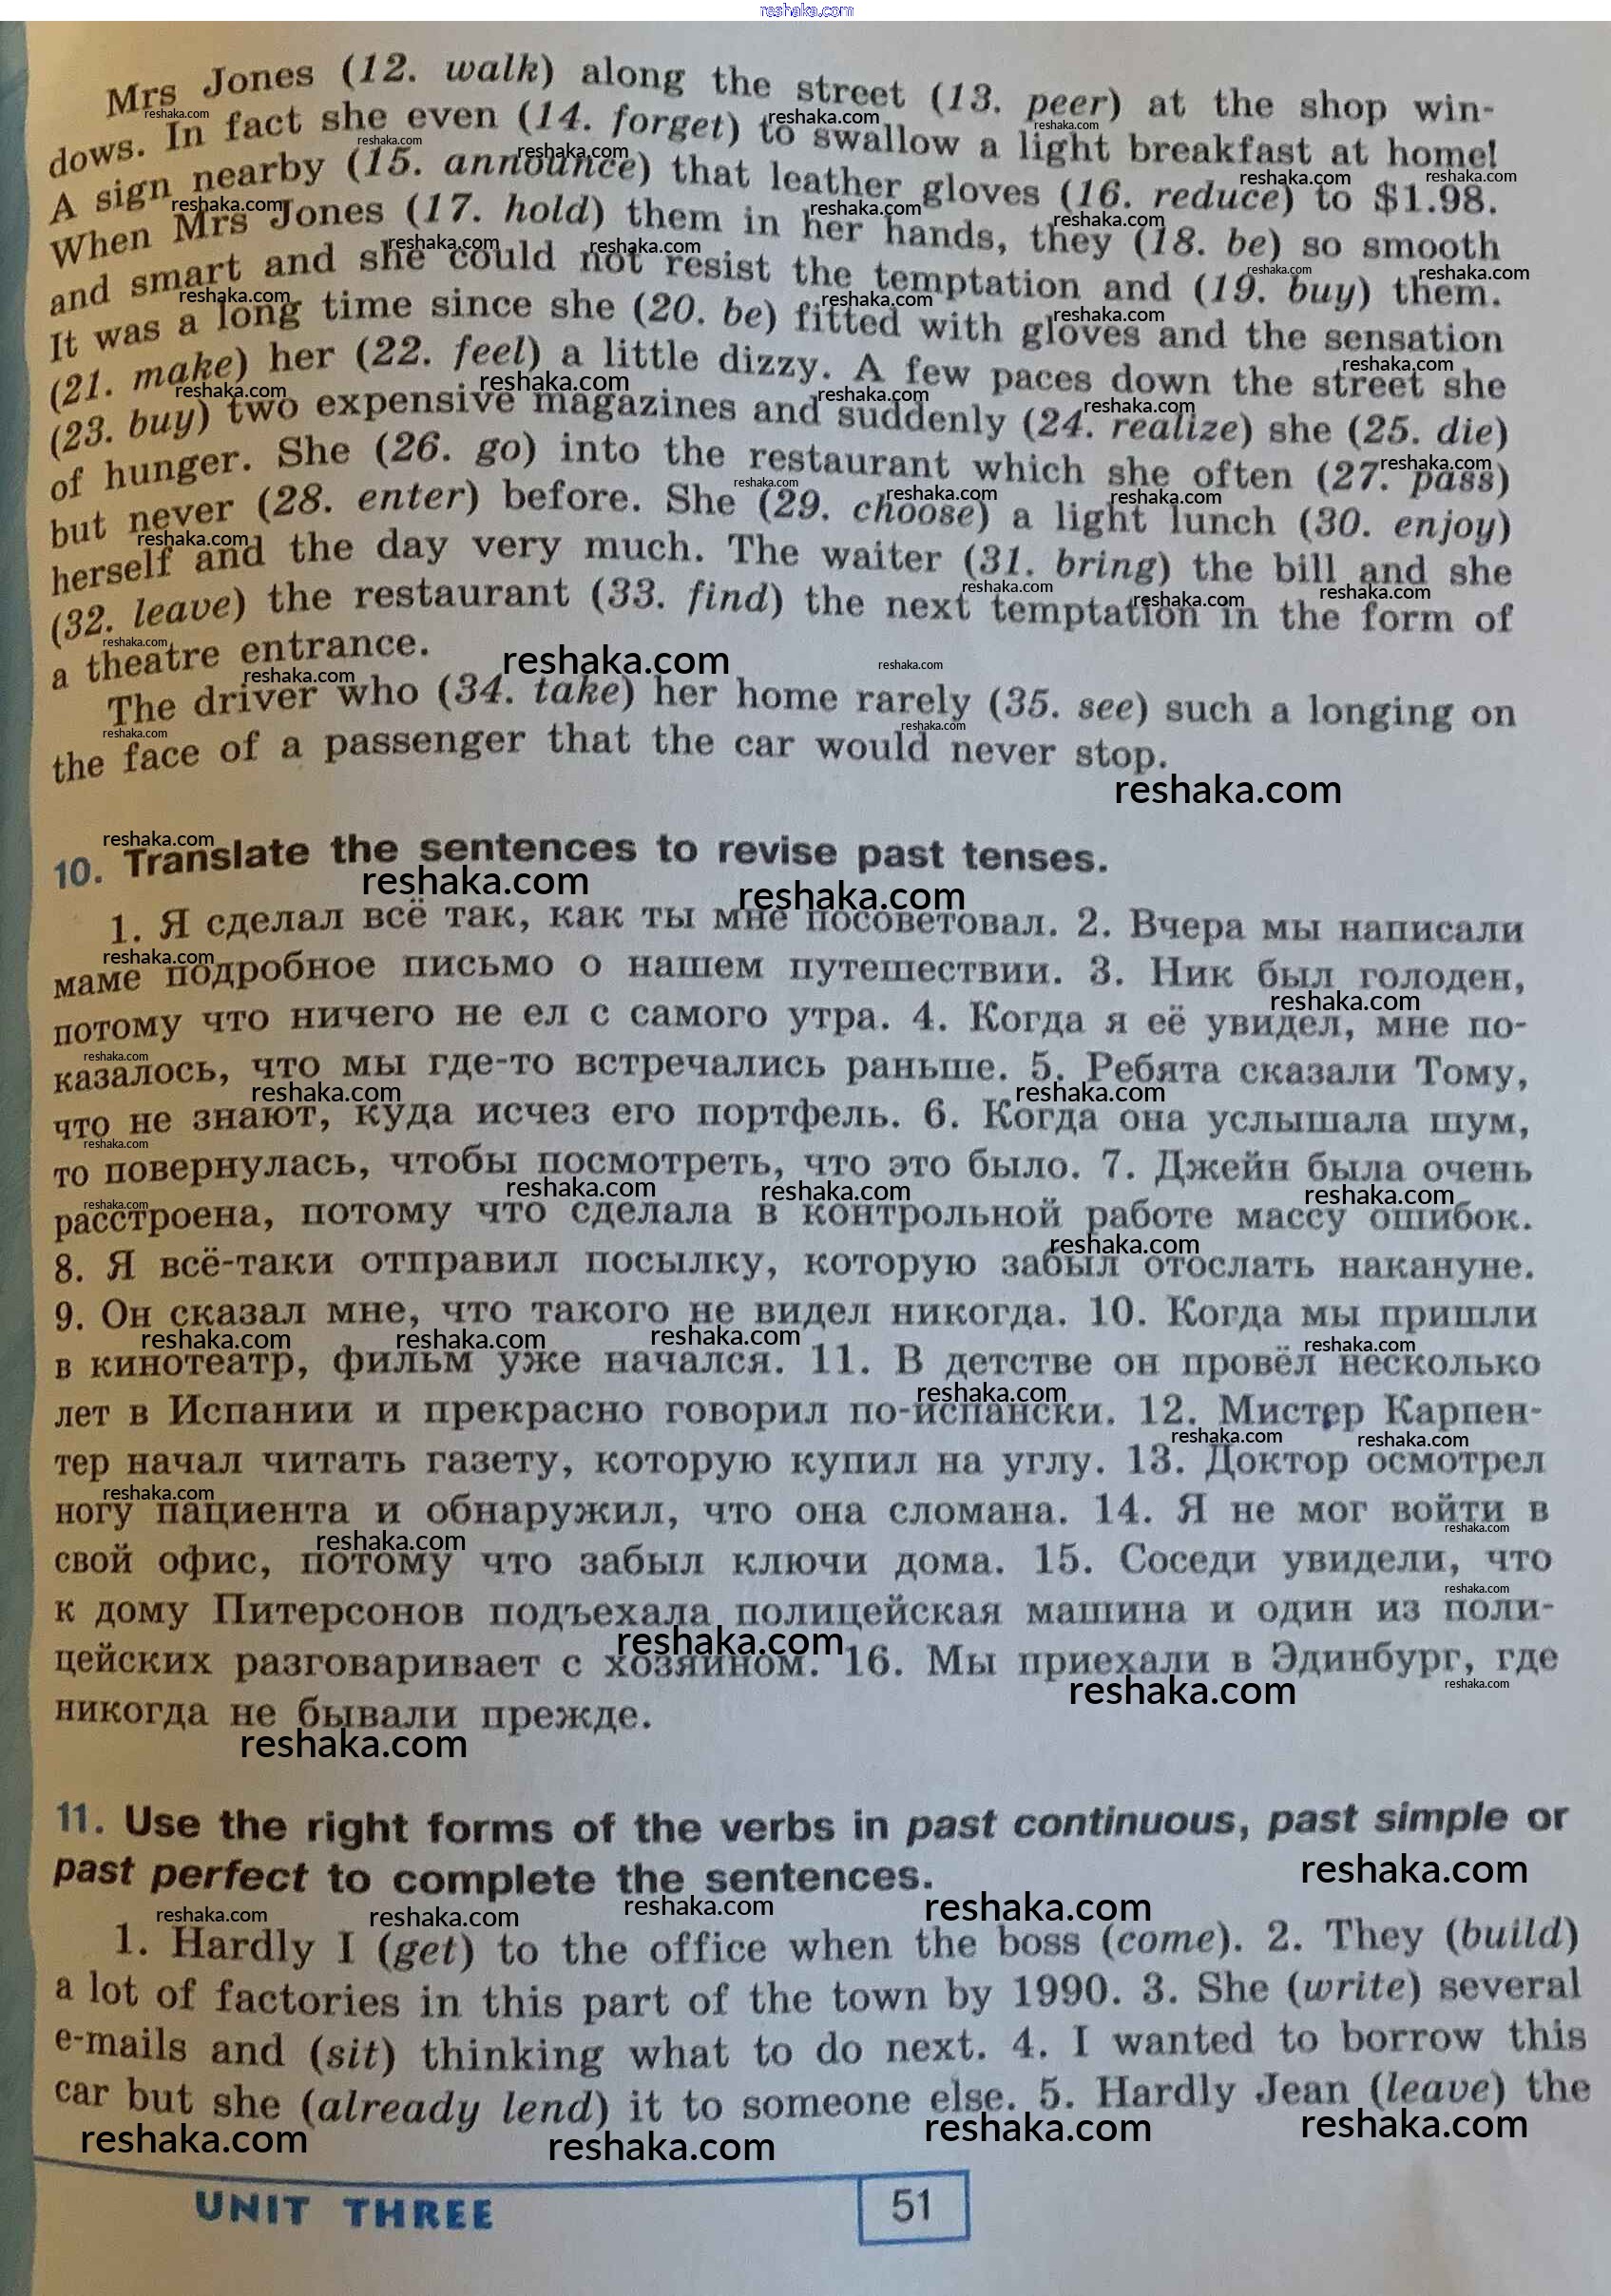 reshaka.com
Mrs Jones (12. walk) along the street (13. peer) at the shop win-
dows. In fact she even (14. forget) to swallow a light breakfast at home!
A sign nearby (15. announce) that leather gloves (16. reduce) to $1.98.
When Mrs Jones (17. hold) them in her hands, they (18. be) so smooth
and smart and she could not resist the temptation and (19. buy) them.
It was a long time since she (20. be) fitted with gloves and the sensation
(21. make) her (22. feel) a little dizzy. A few paces down the street she
(23. buy) two expensive magazines and suddenly (24. realize) she (25. die)
of hunger. She (26. go) into the restaurant which she often (27. pass)
but never (28. enter) before. She (29. choose) a light lunch (30. enjoy)
herself and the day very much. The waiter (31. bring) the bill and she
(32. leave) the restaurant (33. find) the next temptation in the form of
a theatre entrance.
The driver who (34. take) her home rarely (35. see) such a longing on
the face of a passenger that the car would never stop.
10. Translate the sentences to revise past tenses.
1. Я сделал всё так, как ты мне посоветовал. 2. Вчера мы написали
маме подробное письмо о нашем путешествии. 3. Ник был голоден,
потому что ничего не ел с самого утра. 4. Когда я её увидел, мне по-
казалось, что мы где-то встречались раньше. 5. Ребята сказали Тому,
что не знают, куда исчез его портфель. 6. Когда она услышала шум,
то повернулась, чтобы посмотреть, что это было. 7. Джейн была очень
расстроена, потому что сделала в контрольной работе массу ошибок.
8. Я всё-таки отправил посылку, которую забыл отослать накануне.
9. Он сказал мне, что такого не видел никогда. 10. Когда мы пришли
в кинотеатр, фильм уже начался. 11. В детстве он провёл несколько
лет в Испании и прекрасно говорил по-испански. 12. Мистер Карпен-
тер начал читать газету, которую купил на углу. 13. Доктор осмотрел
ногу пациента и обнаружил, что она сломана. 14. Я не мог войти в
свой офис, потому что забыл ключи дома. 15. Соседи увидели, что
к дому Питерсонов подъехала полицейская машина и один из поли-
цейских разговаривает с хозяином. 16. Мы приехали в Эдинбург, где
никогда не бывали прежде.
11. Use the right forms of the verbs in past continuous, past simple or
past perfect to complete the sentences.
1. Hardly I (get) to the office when the boss (come). 2. They (build)
a lot of factories in this part of the town by 1990. 3. She (write) several
e-mails and (sit) thinking what to do next. 4. I wanted to borrow this
car but she (already lend) it to someone else. 5. Hardly Jean (leave) the
UNIT THREE
51